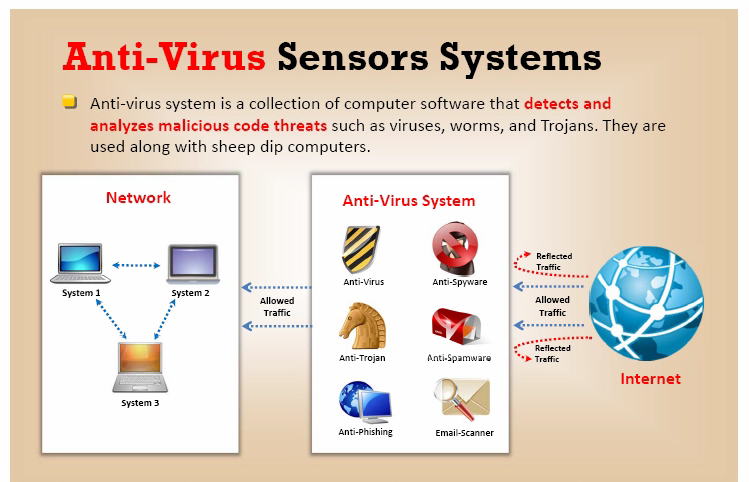 Anti-Virus Sensors Systems
Anti-virus system is a collection of computer software that detects and
analyzes malicious code threats such as viruses, worms, and Trojans. They are
used along with sheep dip computers.
Network
System 1
System 2
System 3
Allowed
Traffic
Anti-Virus System
Anti-Virus
Anti-Spyware
Anti-Trojan
Anti-Spamware
Anti-Phishing
Email-Scanner
Reflected
Traffic
Allowed
Traffic
Reflected
Traffic
Internet